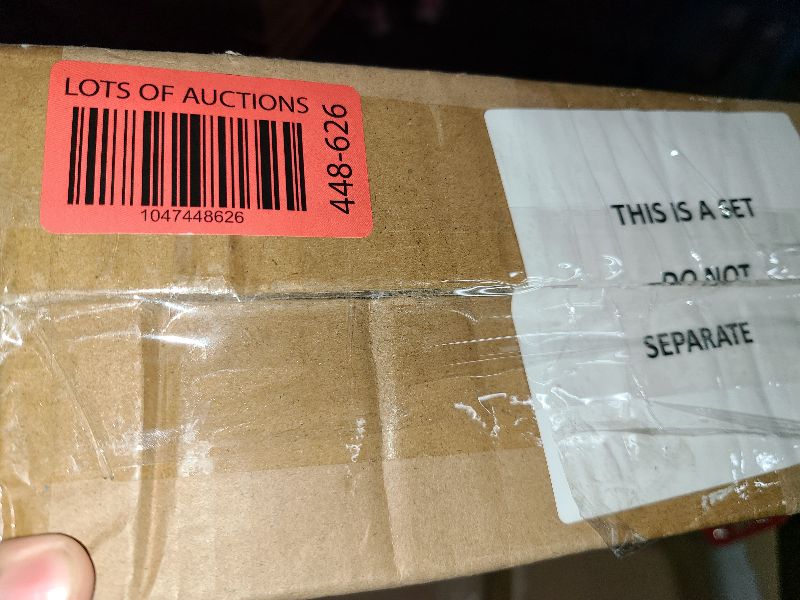 LOTS OF AUCTIONS
1047448626
448-626
THIS IS A SET
DO NOT
SEPARATE